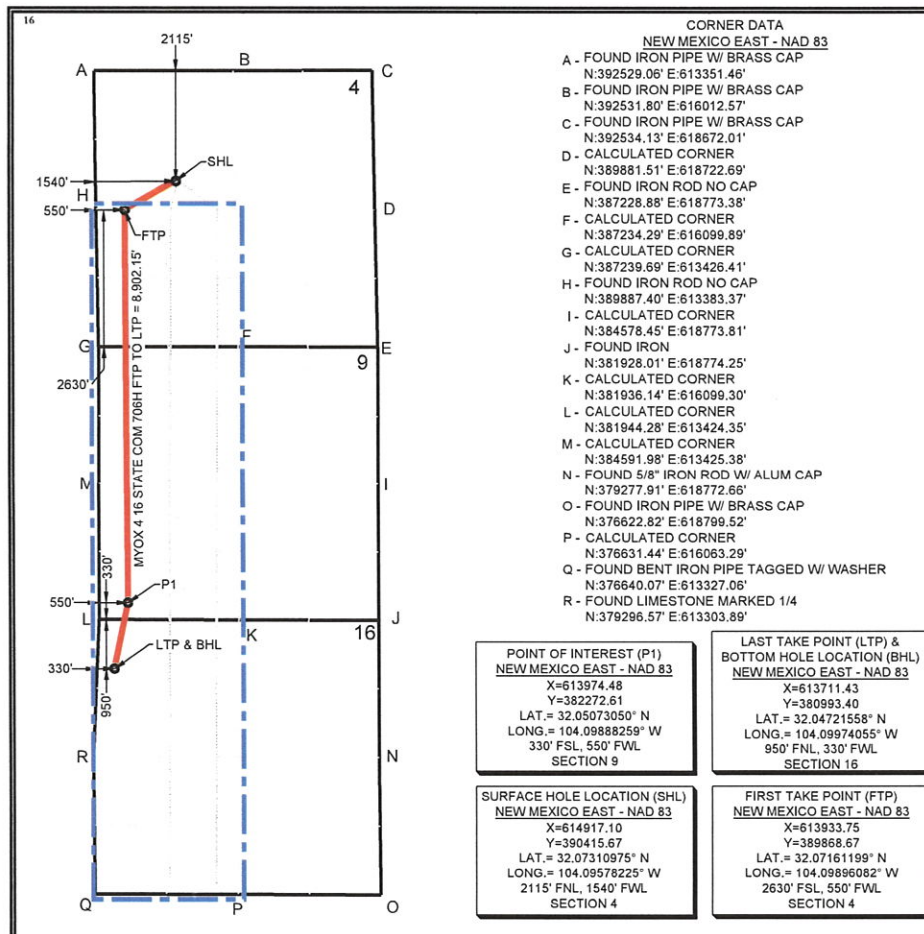 16
2115'
A
B
C
4
SHL
1540'
H
550'
D
FTP
MYOX 4 16 STATE COM 706H FTP TO LTP = 8,902.15'
G
F
E
9
2630'
M
I
330'
P1
550'
L
J
K
16
LTP & BHL
330'
950'
R
N
Q
P
O
CORNER DATA
NEW MEXICO EAST - NAD 83
A - FOUND IRON PIPE W/ BRASS CAP
N:392529.06' E:613351.46'
B - FOUND IRON PIPE W/ BRASS CAP
N:392531.80' E:616012.57'
C - FOUND IRON PIPE W/ BRASS CAP
N:392534.13' E:618672.01'
D - CALCULATED CORNER
N:389881.51' E:618722.69'
E - FOUND IRON ROD NO CAP
N:387228.88' E:618773.38'
F - CALCULATED CORNER
N:387234.29' E:616099.89'
G - CALCULATED CORNER
N:387239.69' E:613426.41'
H - FOUND IRON ROD NO CAP
N:389887.40' E:613383.37'
I - CALCULATED CORNER
N:384578.45' E:618773.81'
J - FOUND IRON
N:381928.01' E:618774.25'
K - CALCULATED CORNER
N:381936.14' E:616099.30'
L - CALCULATED CORNER
N:381944.28' E:613424.35'
M - CALCULATED CORNER
N:384591.98' E:613425.38'
N - FOUND 5/8" IRON ROD W/ ALUM CAP
N:379277.91' E:618772.66'
O - FOUND IRON PIPE W/ BRASS CAP
N:376622.82' E:618799.52'
P - CALCULATED CORNER
N:376631.44' E:616063.29'
Q - FOUND BENT IRON PIPE TAGGED W/ WASHER
N:376640.07' E:613327.06'
R - FOUND LIMESTONE MARKED 1/4
N:379296.57' E:613303.89'
POINT OF INTEREST (P1)
NEW MEXICO EAST - NAD 83
X=613974.48
Y=382272.61
LAT.= 32.05073050° N
LONG.= 104.09888259° W
330' FSL, 550' FWL
SECTION 9
LAST TAKE POINT (LTP) &
BOTTOM HOLE LOCATION (BHL)
NEW MEXICO EAST - NAD 83
X=613711.43
Y=380993.40
LAT.= 32.04721558° N
LONG.= 104.09974055° W
950' FNL, 330' FWL
SECTION 16
SURFACE HOLE LOCATION (SHL)
NEW MEXICO EAST - NAD 83
X=614917.10
Y=390415.67
LAT.= 32.07310975° N
LONG.= 104.09578225° W
2115' FNL, 1540' FWL
SECTION 4
FIRST TAKE POINT (FTP)
NEW MEXICO EAST - NAD 83
X=613933.75
Y=389868.67
LAT.= 32.07161199° N
LONG.= 104.09896082° W
2630' FSL, 550' FWL
SECTION 4